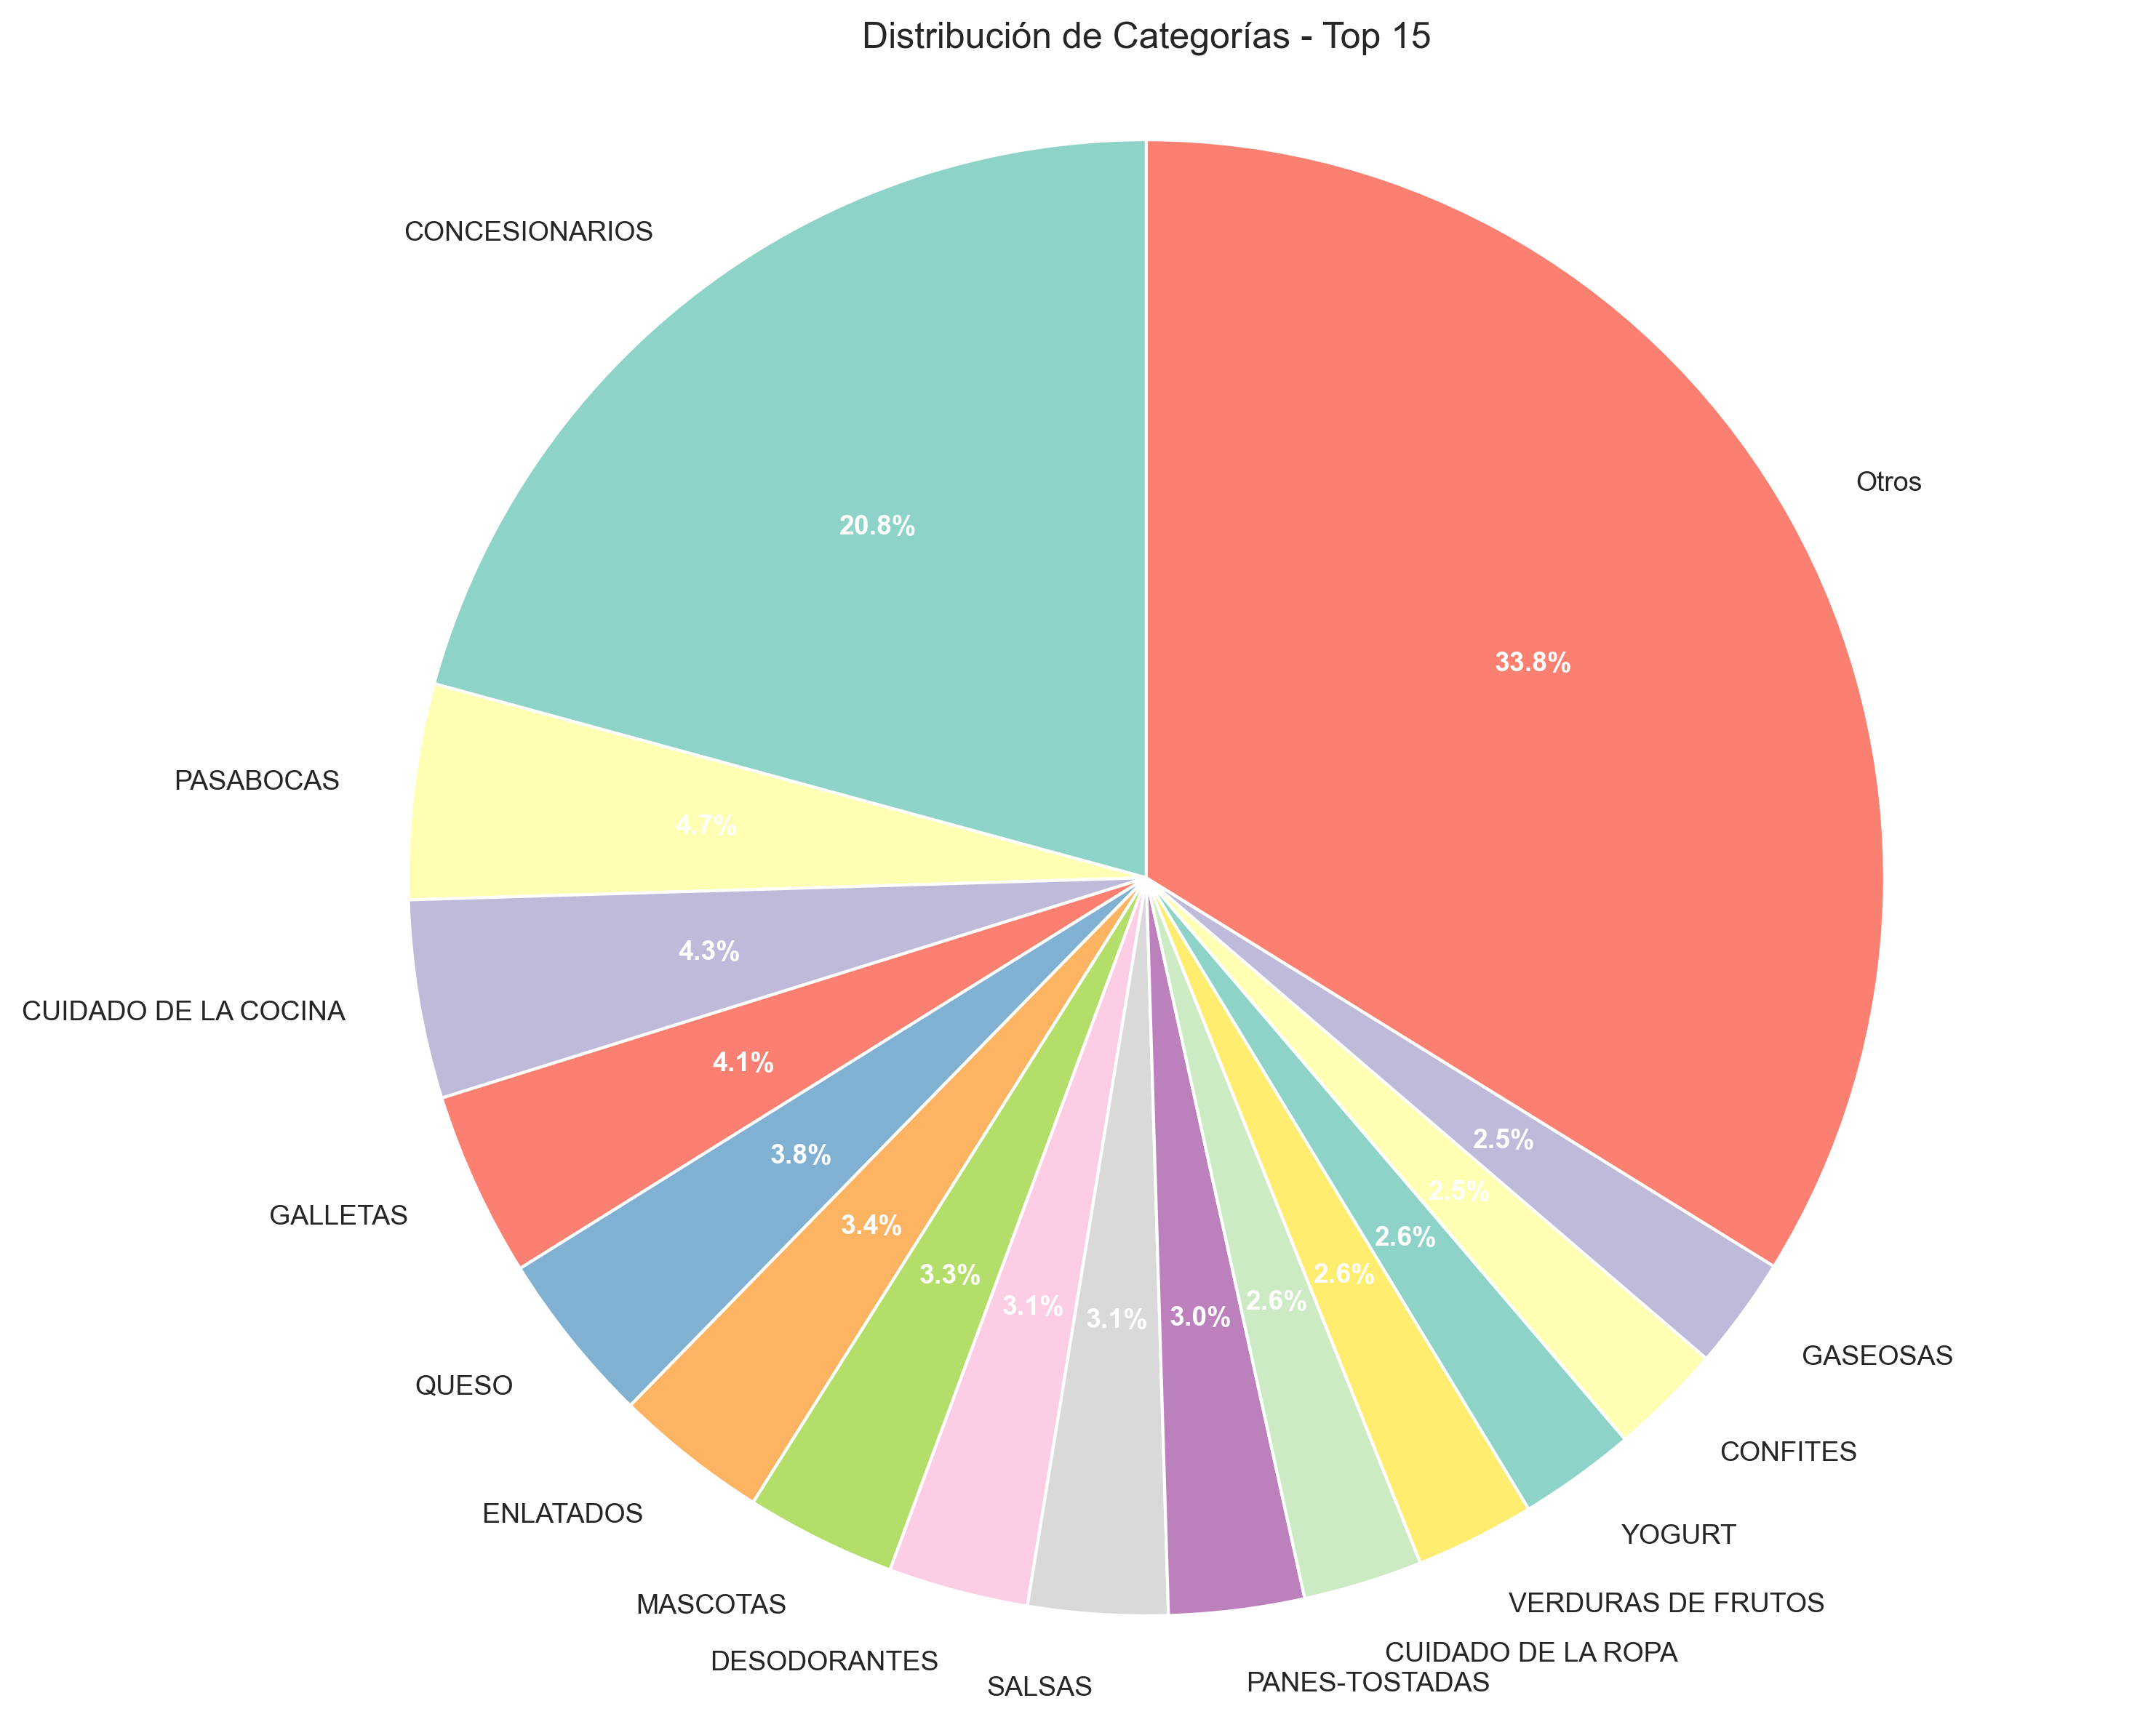 Distribución de Categorías - Top 15
CONCESIONARIOS
20.8%
PASABOCAS
4.7%
CUIDADO DE LA COCINA
4.3%
GALLETAS
4.1%
QUESO
3.8%
ENLATADOS
3.4%
MASCOTAS
3.3%
DESODORANTES
3.1%
SALSAS
3.1%
PANES-TOSTADAS
3.0%
CUIDADO DE LA ROPA
2.6%
VERDURAS DE FRUTOS
2.6%
YOGURT
2.6%
CONFITES
2.5%
GASEOSAS
2.5%
Otros
33.8%